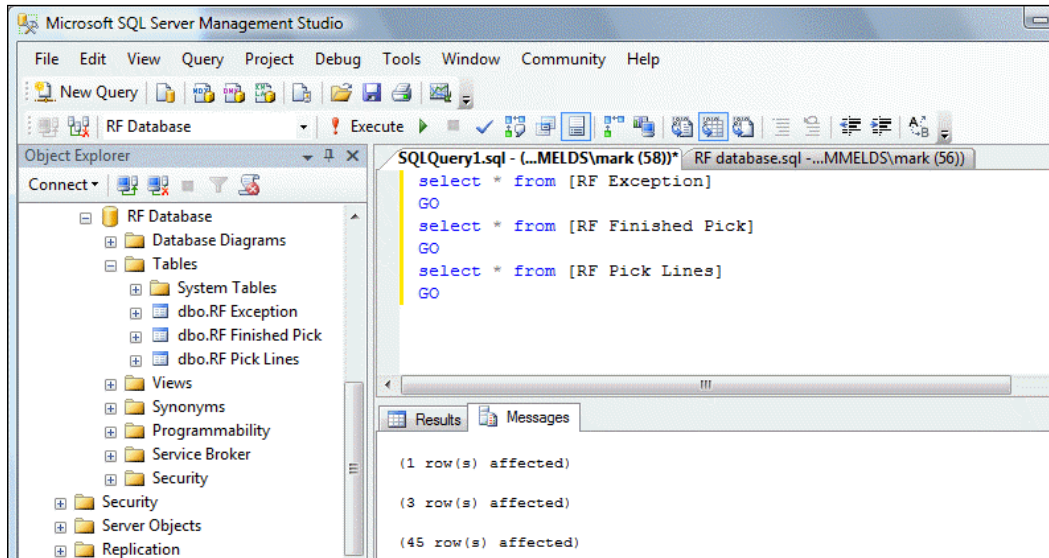 Microsoft SQL Server Management Studio
File Edit View Query Project Debug Tools Window Community Help
New Query
RF Database Execute
Object Explorer
Connect
RF Database
Database Diagrams
Tables
System Tables
dbo.RF Exception
dbo.RF Finished Pick
dbo.RF Pick Lines
Views
Synonyms
Programmability
Service Broker
Security
Security
Server Objects
Replication
SQLQuery1.sql - (...MELDS\mark (58))* RF database.sql -...MMELDS\mark (56))
select * from [RF Exception]
GO
select * from [RF Finished Pick]
GO
select * from [RF Pick Lines]
GO
Results Messages
(1 row(s) affected)
(3 row(s) affected)
(45 row(s) affected)